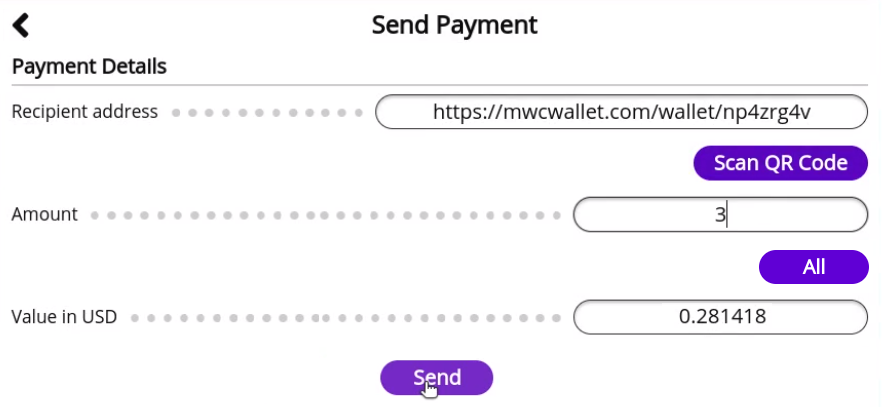 Send Payment
Payment Details
Recipient address https://mwcwallet.com/wallet/np4zrg4v
Scan QR Code
Amount 3
All
Value in USD 0.281418
Send